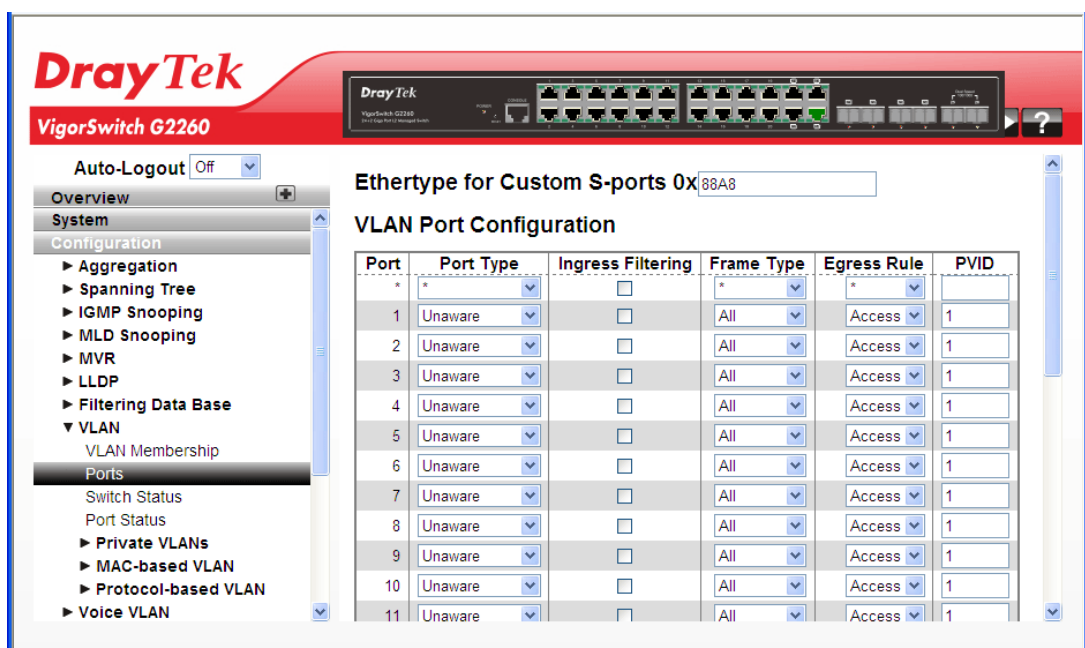 DrayTek
VigorSwitch G2260
DrayTek
VigorSwitch G2260
POWER
CONSOLE
?
Auto-Logout Off
Overview
System
Configuration
Aggregation
Spanning Tree
IGMP Snooping
MLD Snooping
MVR
LLDP
Filtering Data Base
VLAN
VLAN Membership
Ports
Switch Status
Port Status
Private VLANs
MAC-based VLAN
Protocol-based VLAN
Voice VLAN
Ethertype for Custom S-ports 0x 88A8
VLAN Port Configuration
Port Port Type Ingress Filtering Frame Type Egress Rule PVID
* * * *
1 Unaware All Access 1
2 Unaware All Access 1
3 Unaware All Access 1
4 Unaware All Access 1
5 Unaware All Access 1
6 Unaware All Access 1
7 Unaware All Access 1
8 Unaware All Access 1
9 Unaware All Access 1
10 Unaware All Access 1
11 Unaware All Access 1